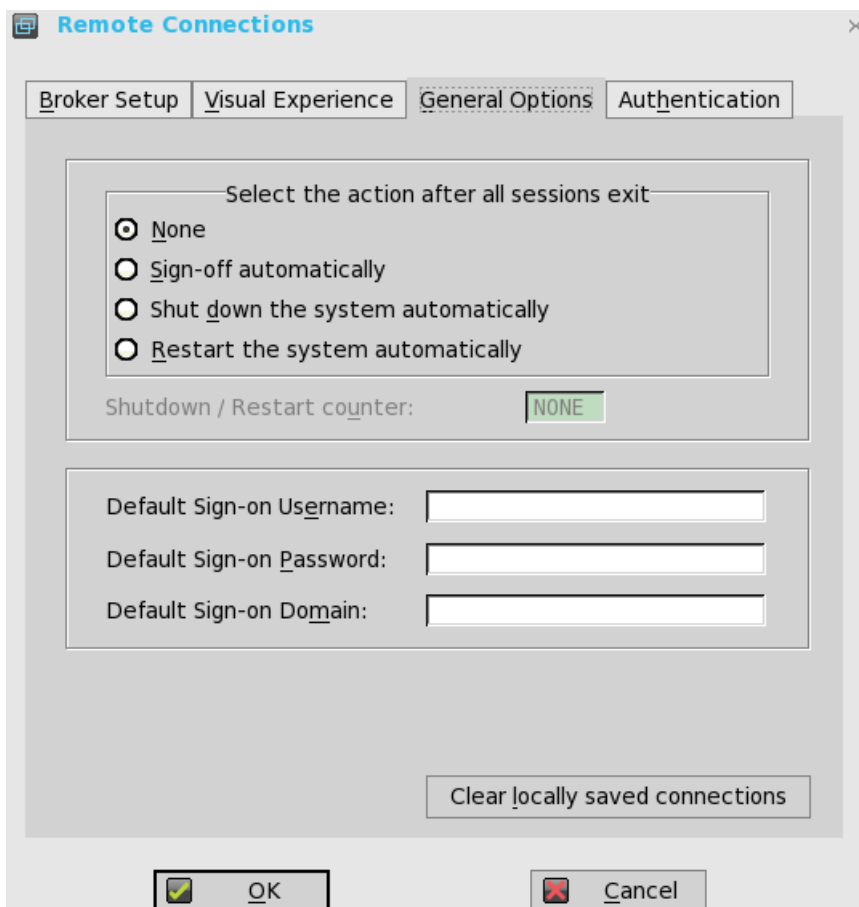 Remote Connections
Broker Setup Visual Experience General Options Authentication
Select the action after all sessions exit
None
Sign-off automatically
Shut down the system automatically
Restart the system automatically
Shutdown / Restart counter: NONE
Default Sign-on Username:
Default Sign-on Password:
Default Sign-on Domain:
Clear locally saved connections
OK Cancel